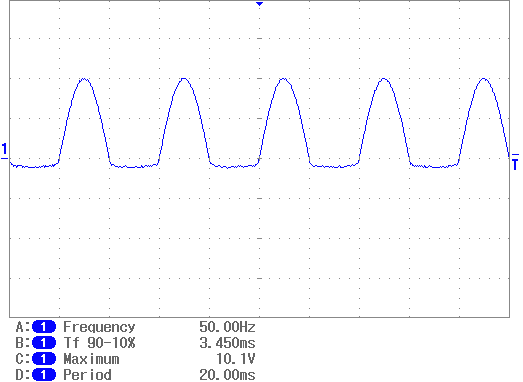 1
T
A: 1 Frequency 50.00Hz
B: 1 Tf 90-10% 3.450ms
C: 1 Maximum 10.1V
D: 1 Period 20.00ms